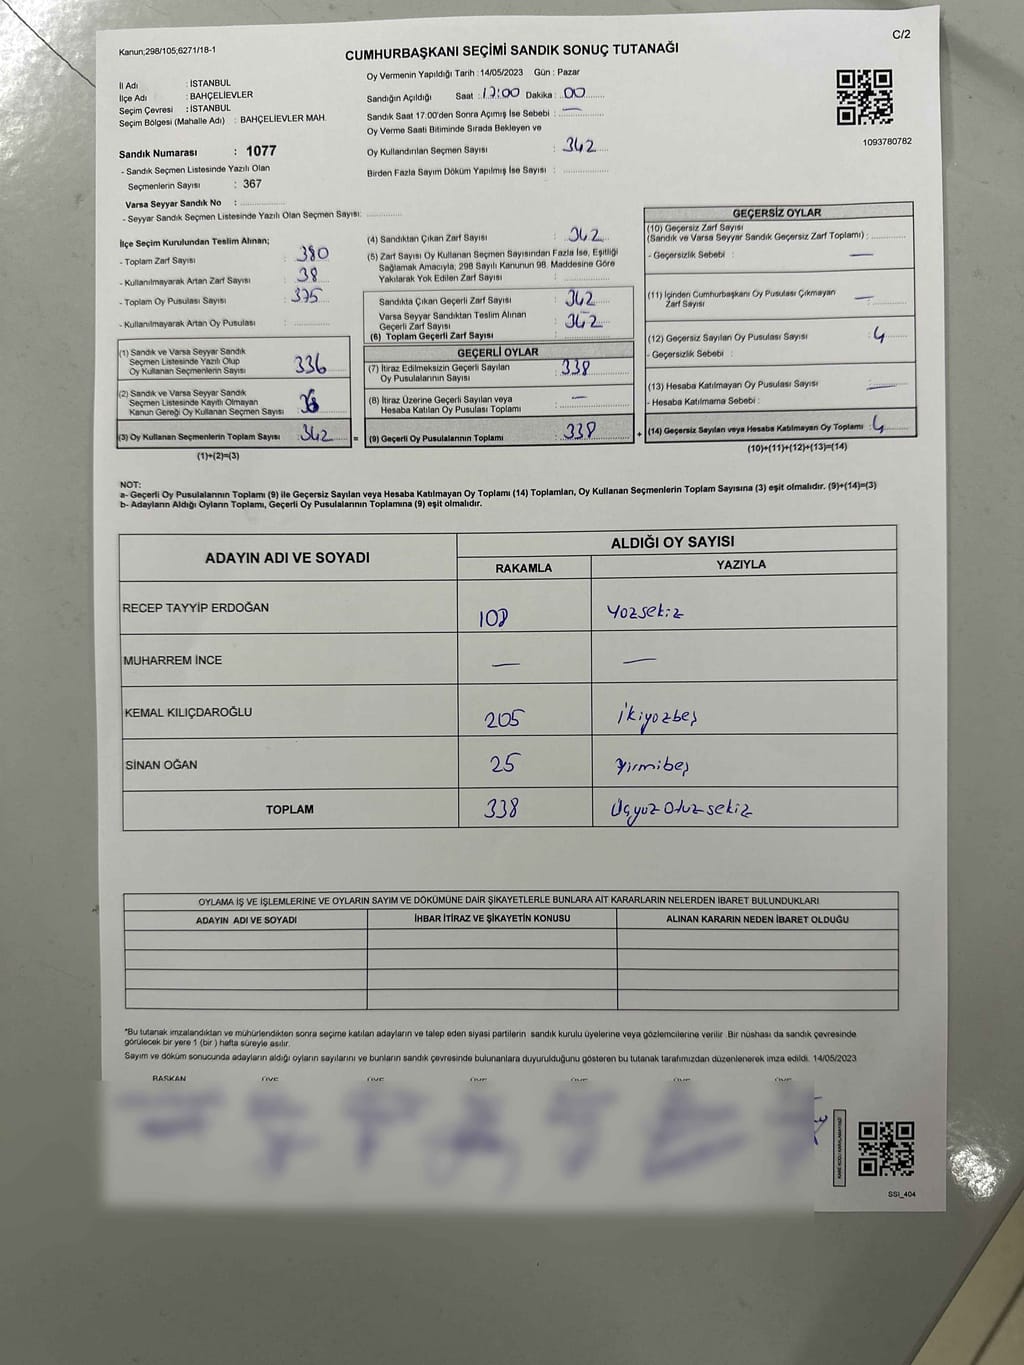 Kanun;298/105,6271/18-1
C/2
CUMHURBAŞKANI SEÇİMİ SANDIK SONUÇ TUTANAĞI
İl Adı : İSTANBUL
İlçe Adı : BAHÇELİEVLER
Seçim Çevresi : İSTANBUL
Seçim Bölgesi (Mahalle Adı) : BAHÇELİEVLER MAH.
Sandık Numarası : 1077
- Sandık Seçmen Listesinde Yazılı Olan
Seçmenlerin Sayısı : 367
Varsa Seyyar Sandık No :
- Seyyar Sandık Seçmen Listesinde Yazılı Olan Seçmen Sayısı:
Oy Vermenin Yapıldığı Tarih : 14/05/2023 Gün : Pazar
Sandığın Açıldığı Saat : 17:00 Dakika : 00
Sandık Saat 17.00'den Sonra Açımış İse Sebebi : —
Oy Verme Saati Bitiminde Sırada Bekleyen ve
Oy Kullandırılan Seçmen Sayısı : 342
Birden Fazla Sayım Döküm Yapılmış İse Sayısı :
1093780782
İlçe Seçim Kurulundan Teslim Alınan;
- Toplam Zarf Sayısı : 380
- Kullanılmayarak Artan Zarf Sayısı : 38
- Toplam Oy Pusulası Sayısı : 375
- Kullanılmayarak Artan Oy Pusulası :
(1) Sandık ve Varsa Seyyar Sandık
Seçmen Listesinde Yazılı Olup
Oy Kullanan Seçmenlerin Sayısı : 336
(2) Sandık ve Varsa Seyyar Sandık
Seçmen Listesinde Kayıtlı Olmayan
Kanun Gereği Oy Kullanan Seçmen Sayısı :
(3) Oy Kullanan Seçmenlerin Toplam Sayısı : 342
(1)+(2)=(3)
(4) Sandıktan Çıkan Zarf Sayısı : 342
(5) Zarf Sayısı Oy Kullanan Seçmen Sayısından Fazla İse, Eşitliği
Sağlamak Amacıyla; 298 Sayılı Kanunun 98. Maddesine Göre
Yakılarak Yok Edilen Zarf Sayısı :
Sandıkta Çıkan Geçerli Zarf Sayısı : 342
Varsa Seyyar Sandıktan Teslim Alınan
Geçerli Zarf Sayısı : 342
(6) Toplam Geçerli Zarf Sayısı
GEÇERLİ OYLAR
(7) İtiraz Edilmeksizin Geçerli Sayılan
Oy Pusulalarının Sayısı : 338
(8) İtiraz Üzerine Geçerli Sayılan veya
Hesaba Katılan Oy Pusulası Toplamı : —
= (9) Geçerli Oy Pusulalarının Toplamı : 338
GEÇERSİZ OYLAR
(10) Geçersiz Zarf Sayısı
(Sandık ve Varsa Seyyar Sandık Geçersiz Zarf Toplamı) :
- Geçersizlik Sebebi : —
(11) İçinden Cumhurbaşkanı Oy Pusulası Çıkmayan
Zarf Sayısı : —
(12) Geçersiz Sayılan Oy Pusulası Sayısı : 4
- Geçersizlik Sebebi :
(13) Hesaba Katılmayan Oy Pusulası Sayısı : —
- Hesaba Katılmama Sebebi :
+ (14) Geçersiz Sayılan veya Hesaba Katılmayan Oy Toplamı : 4
(10)+(11)+(12)+(13)=(14)
NOT:
a- Geçerli Oy Pusulalarının Toplamı (9) ile Geçersiz Sayılan veya Hesaba Katılmayan Oy Toplamı (14) Toplamları, Oy Kullanan Seçmenlerin Toplam Sayısına (3) eşit olmalıdır. (9)+(14)=(3)
b- Adayların Aldığı Oyların Toplamı, Geçerli Oy Pusulalarının Toplamına (9) eşit olmalıdır.
ADAYIN ADI VE SOYADI
ALDIĞI OY SAYISI
RAKAMLA YAZIYLA
RECEP TAYYİP ERDOĞAN 108 Yozsekiz
MUHARREM İNCE — —
KEMAL KILIÇDAROĞLU 205 ikiyozbeş
SİNAN OĞAN 25 Yirmibeş
TOPLAM 338 Üçyoz Otuz sekiz
OYLAMA İŞ VE İŞLEMLERİNE VE OYLARIN SAYIM VE DÖKÜMÜNE DAİR ŞİKAYETLERLE BUNLARA AİT KARARLARIN NELERDEN İBARET BULUNDUKLARI
ADAYIN ADI VE SOYADI İHBAR İTİRAZ VE ŞİKAYETİN KONUSU ALINAN KARARIN NEDEN İBARET OLDUĞU
*Bu tutanak imzalandıktan ve mühürlendikten sonra seçime katılan adayların ve talep eden siyasi partilerin sandık kurulu üyelerine veya gözlemcilerine verilir .Bir nüshası da sandık çevresinde
görülecek bir yere 1 (bir ) hafta süreyle asılır.
Sayım ve döküm sonucunda adayların aldığı oyların sayılarını ve bunların sandık çevresinde bulunanlara duyurulduğunu gösteren bu tutanak tarafımızdan düzenlenerek imza edildi. 14/05/2023
BAŞKAN ÜYE ÜYE ÜYE ÜYE ÜYE ÜYE
SSI_404